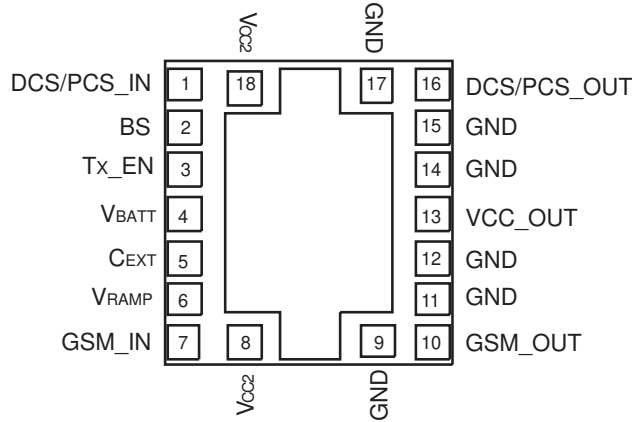 VCC2 GND
DCS/PCS_IN 1 18 17 16 DCS/PCS_OUT
BS 2 15 GND
TX_EN 3 14 GND
VBATT 4 13 VCC_OUT
CEXT 5 12 GND
VRAMP 6 11 GND
GSM_IN 7 8 9 10 GSM_OUT
VCC2 GND